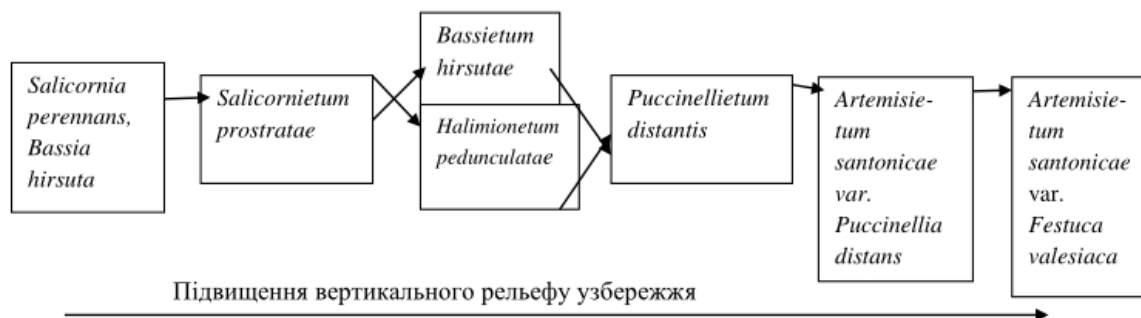 Salicornia
perennans,
Bassia
hirsuta
Salicornietum
prostratae
Bassietum
hirsutae
Halimionetum
pedunculatae
Puccinellietum
distantis
Artemisie-
tum
santonicae
var.
Puccinellia
distans
Artemisie-
tum
santonicae
var.
Festuca
valesiaca
Підвищення вертикального рельефу узбережжя